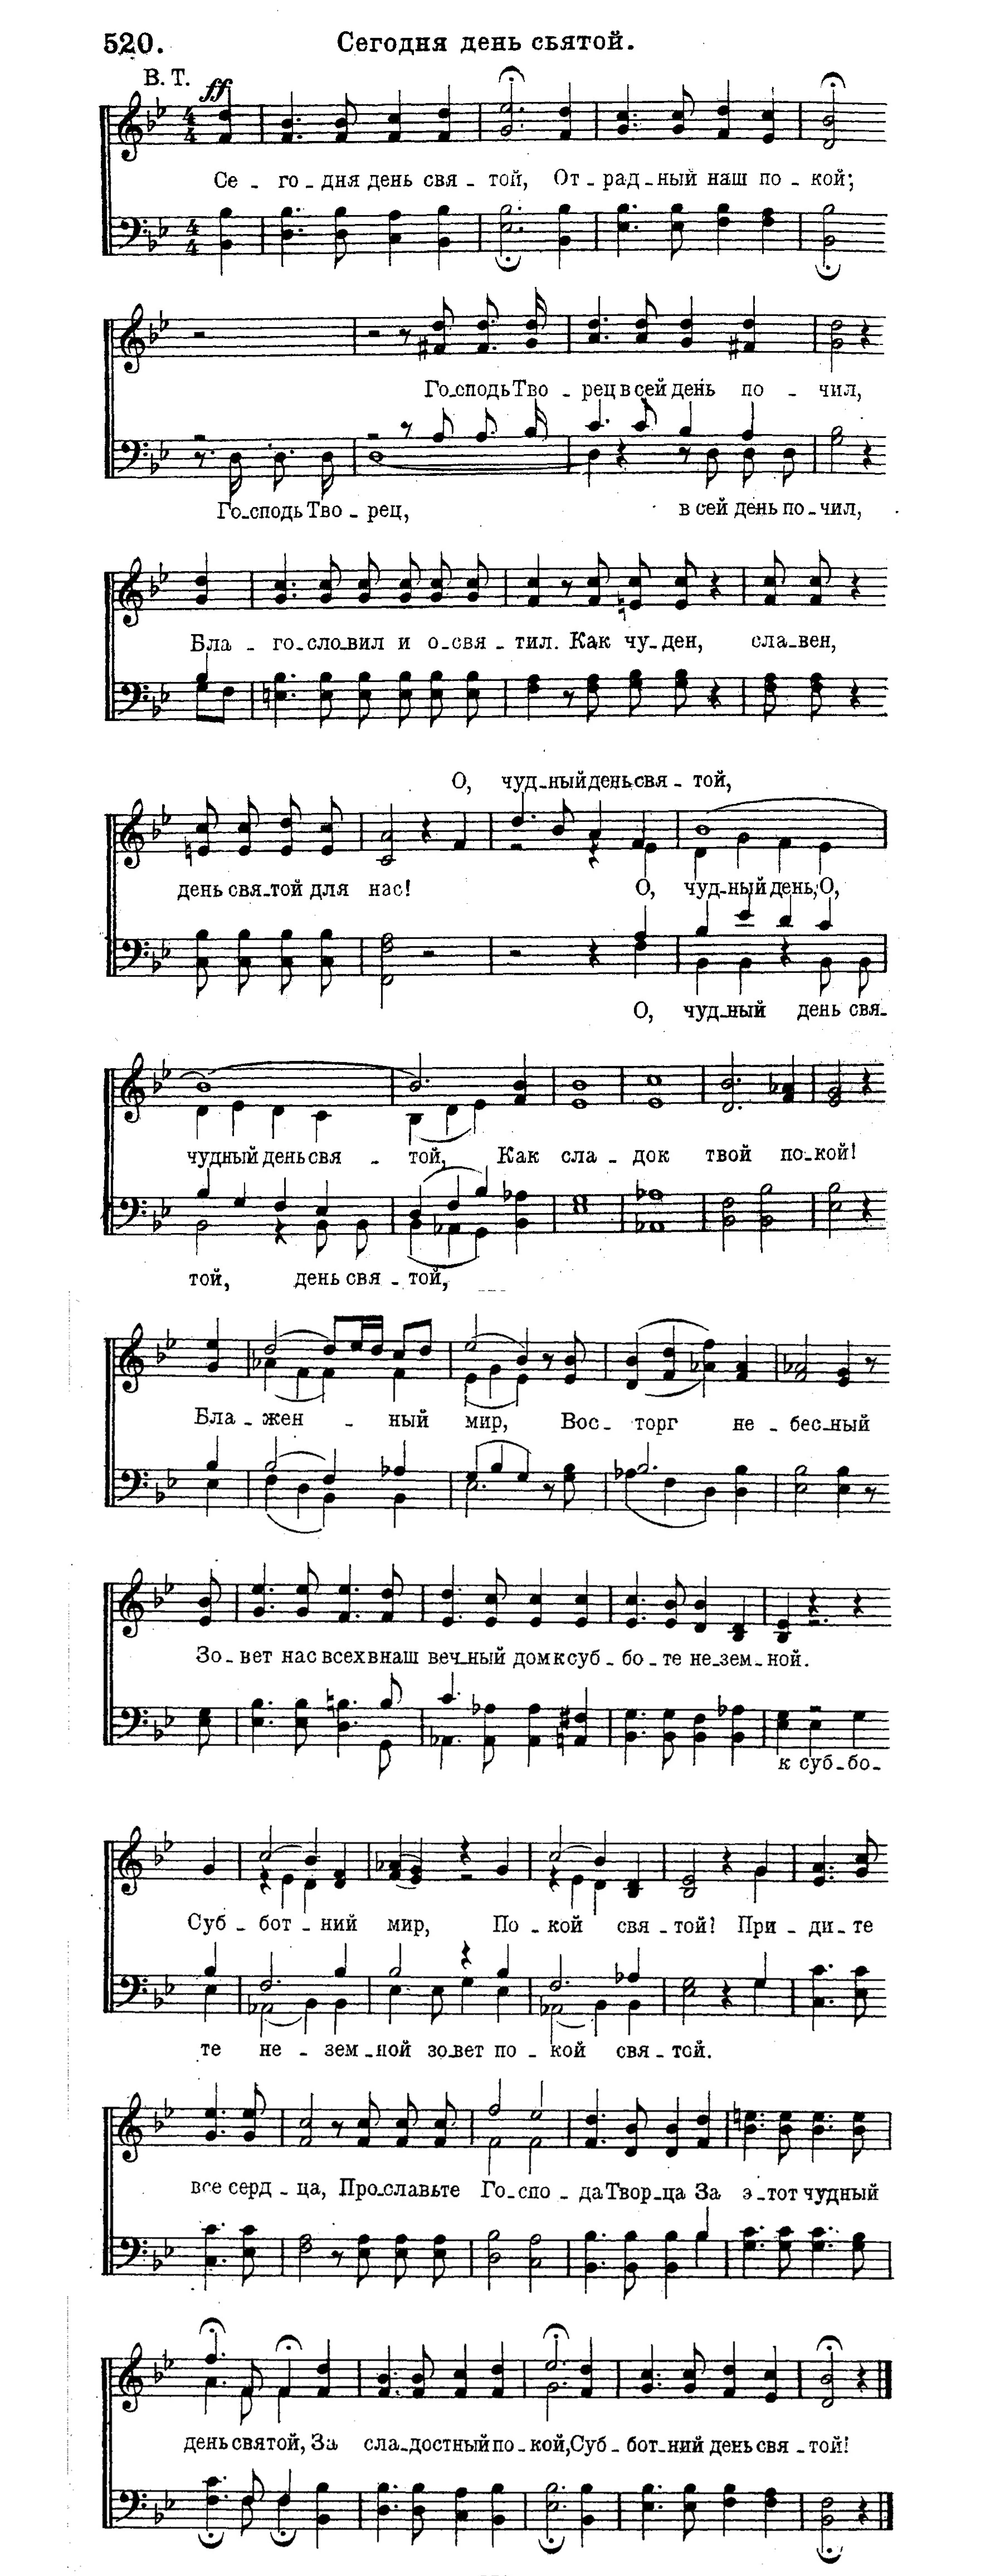 520. Сегодня день сьятой.
В. Т.
ff
Се - го - дня день свя - той, От - рад - ный наш по - кой;
Го - сподь Тво - рец в сей день по - чил,
Го - сподь Тво - рец, в сей день по - чил,
Бла - го - сло - вил и о - свя - тил. Как чу - ден, сла - вен,
О, чуд - ный день свя - той,
день свя - той для нас! О, чуд - ный день, О,
О, чуд - ный день свя -
чудный день свя - той, Как сла - док твой по - кой!
той, день свя - той,
Бла - жен - ный мир, Вос - торг не - бес - ный
Зо - вет нас всех в наш веч - ный дом к суб - бо - те не - зем - ной.
к суб - бо -
Суб - бот - ний мир, По - кой свя - той! При - ди - те
те не - зем - ной зо - вет по - кой свя - той.
все серд - ца, Про - славьте Го - спо - да Твор - ца За э - тот чудный
день святой, За сла - достный по - кой, Суб - бот - ний день свя - той!